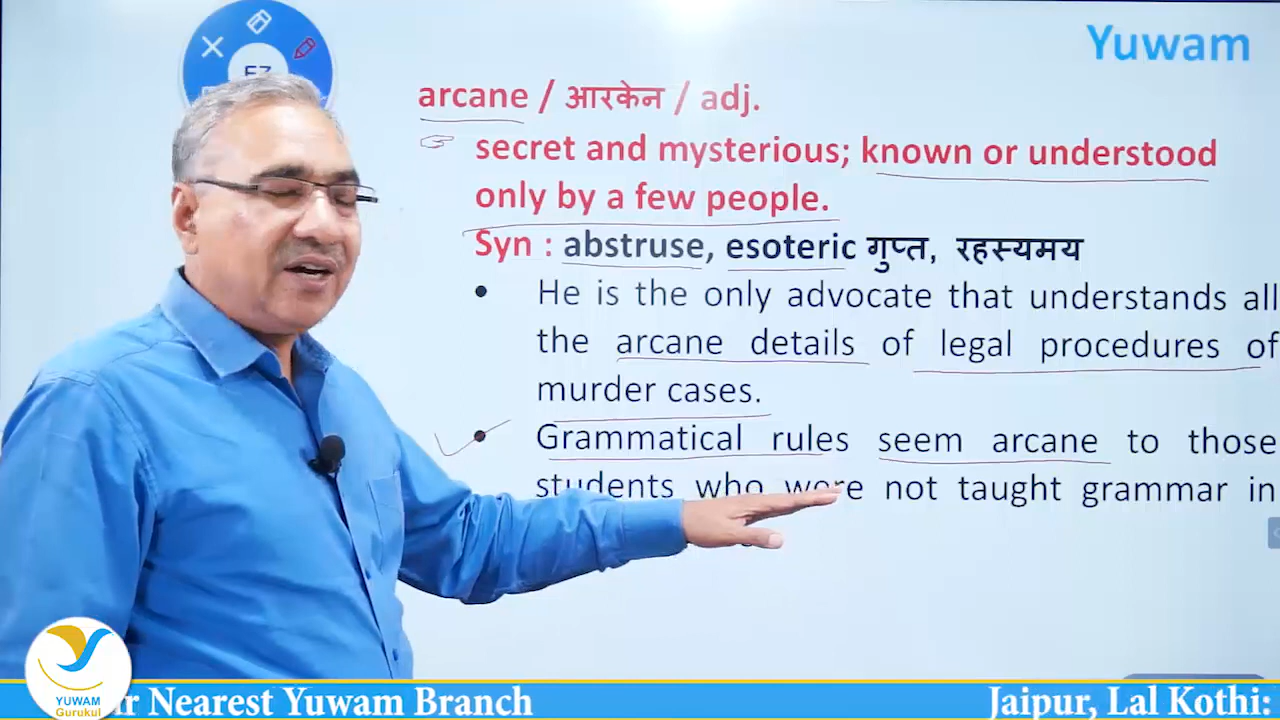 Yuwam
arcane / आरकेन / adj.
☞ secret and mysterious; known or understood
only by a few people.
Syn : abstruse, esoteric गुप्त, रहस्यमय
• He is the only advocate that understands all
the arcane details of legal procedures of
murder cases.
• Grammatical rules seem arcane to those
students who were not taught grammar in
YUWAM
Gurukul
Nearest Yuwam Branch
Jaipur, Lal Kothi: